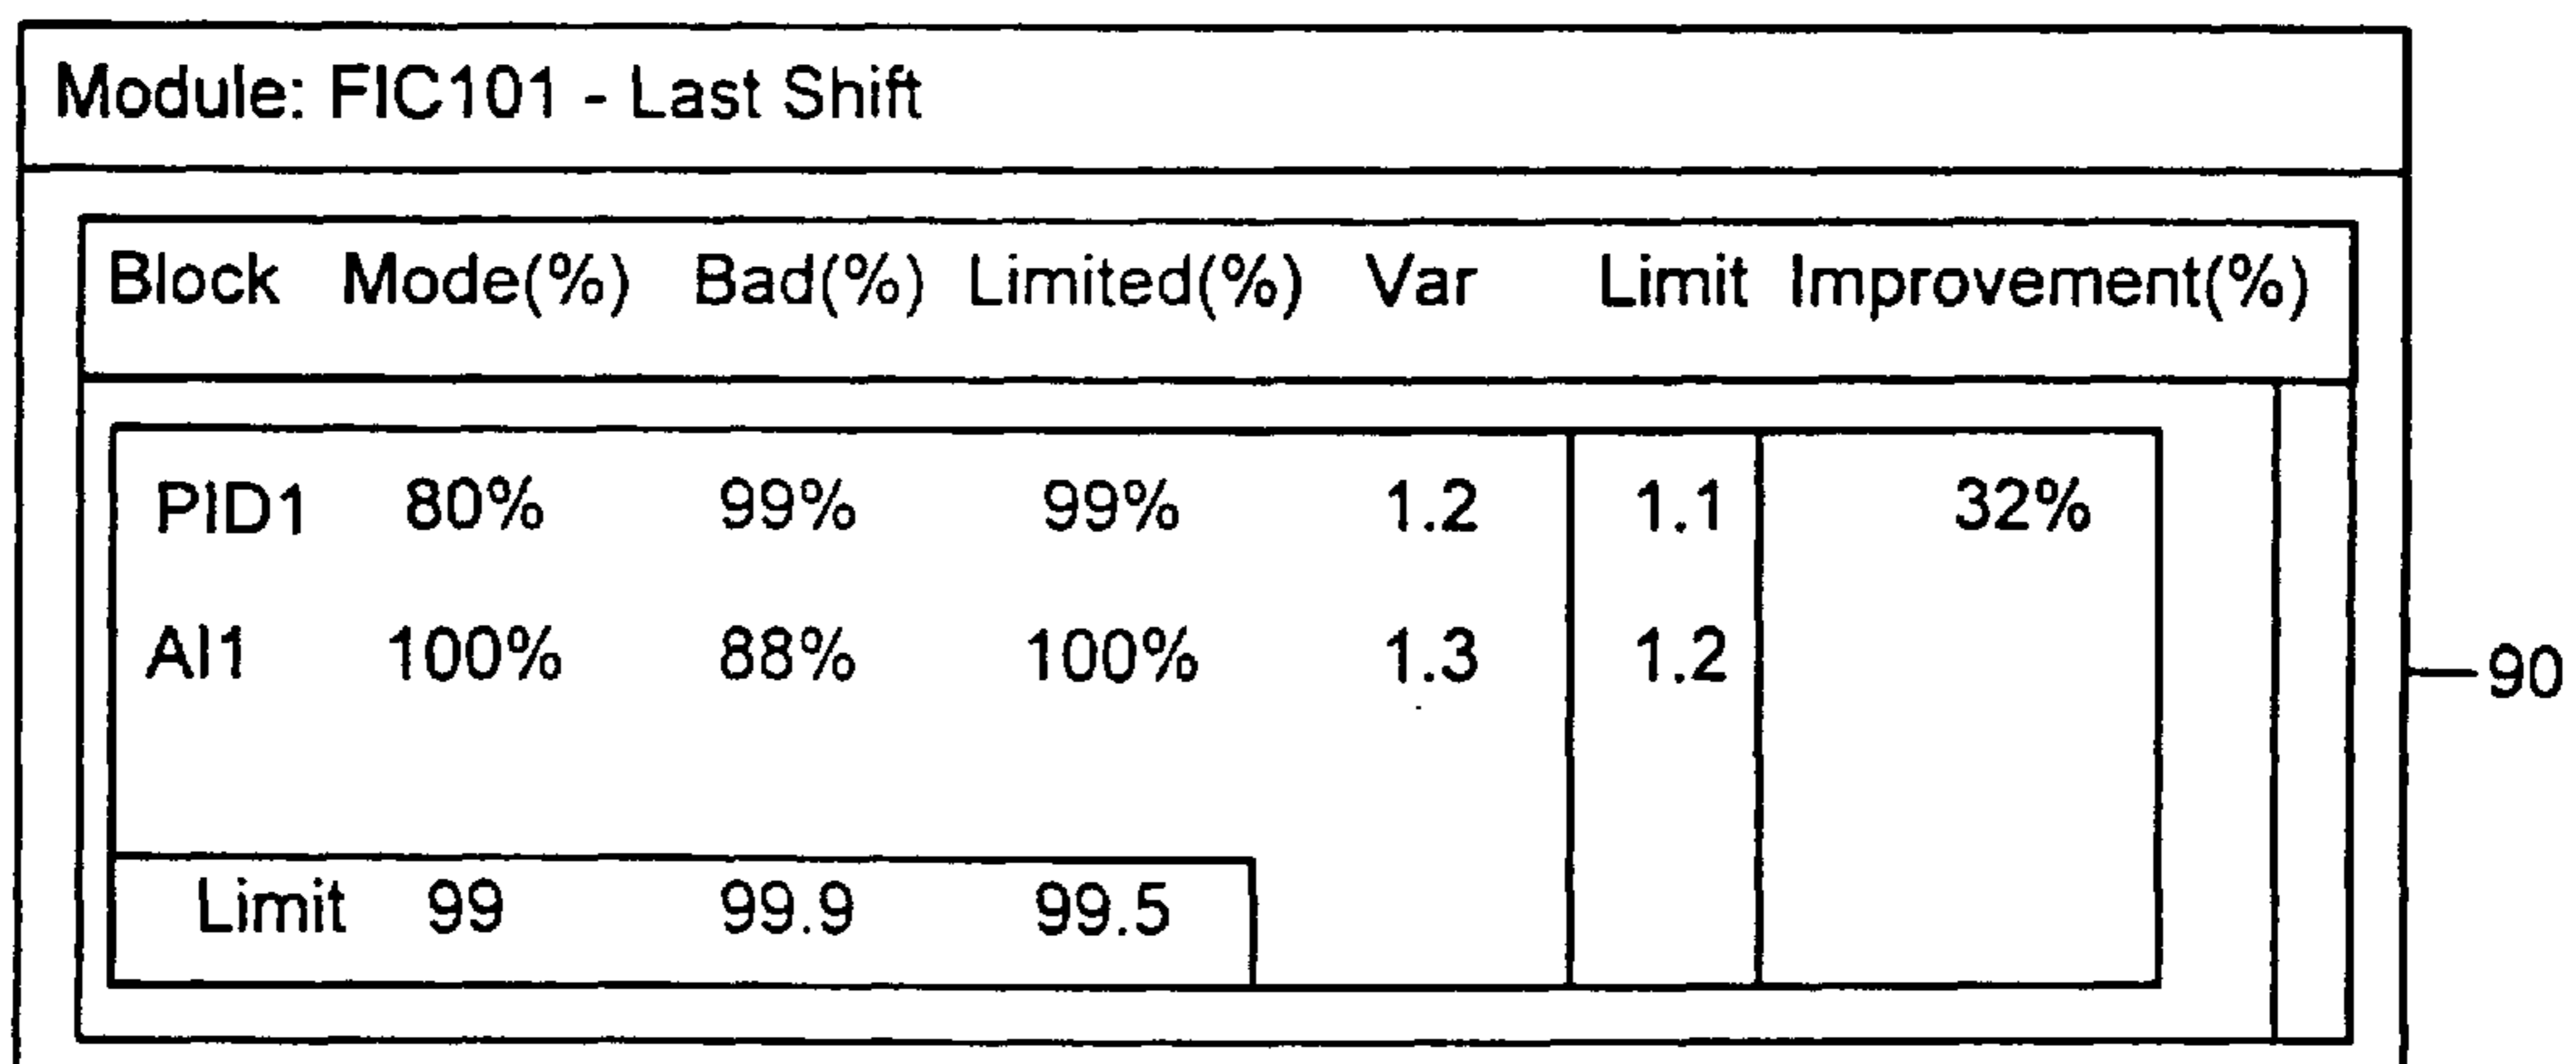 Module: FIC101 - Last Shift
Block Mode(%) Bad(%) Limited(%) Var Limit Improvement(%)
PID1 80% 99% 99% 1.2 1.1 32%
AI1 100% 88% 100% 1.3 1.2
90
Limit 99 99.9 99.5